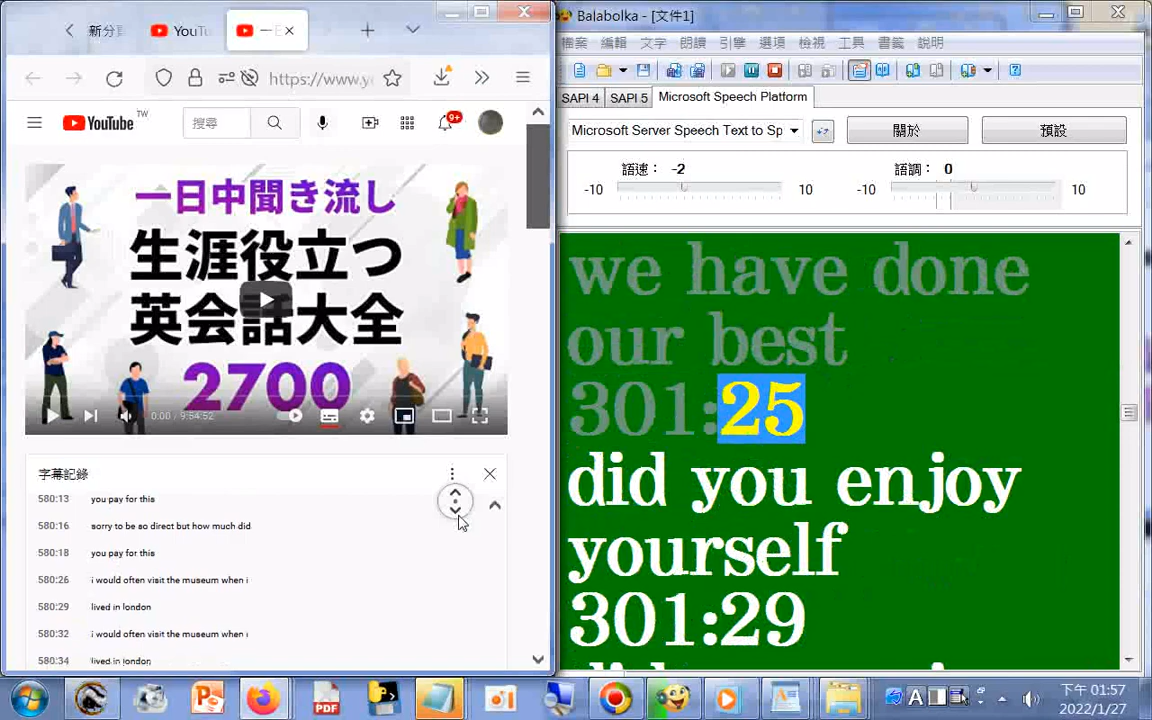 新分
YouTu
一 E
https://www.y
YouTube TW
搜尋
9+
一日中聞き流し
生涯役立つ
英会話大全
2700
0:00 / 9:54:52
字幕記錄
580:13 you pay for this
580:16 sorry to be so direct but how much did
580:18 you pay for this
580:26 i would often visit the museum when i
580:29 lived in london
580:32 i would often visit the museum when i
580:34 lived in london
Balabolka - [文件1]
檔案 編輯 文字 朗讀 引擎 選項 檢視 工具 書籤 說明
SAPI 4 SAPI 5 Microsoft Speech Platform
Microsoft Server Speech Text to Sp
關於
預設
語速： -2
語調： 0
-10 10 -10 10
we have done
our best
301:25
did you enjoy
yourself
301:29
PDF
A
下午 01:57
2022/1/27